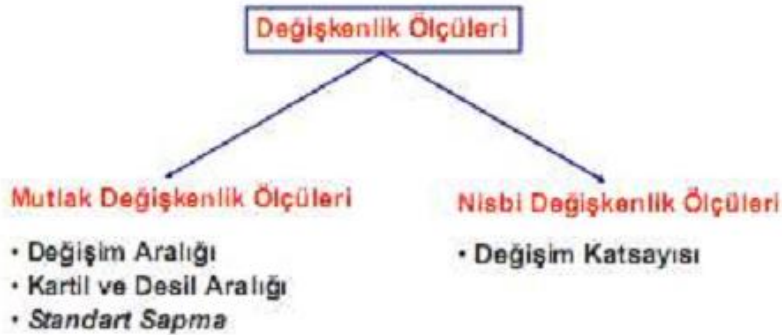 Değişkenlik Ölçüleri
Mutlak Değişkenlik Ölçüleri
• Değişim Aralığı
• Kartil ve Desil Aralığı
• Standart Sapma
Nisbi Değişkenlik Ölçüleri
• Değişim Katsayısı